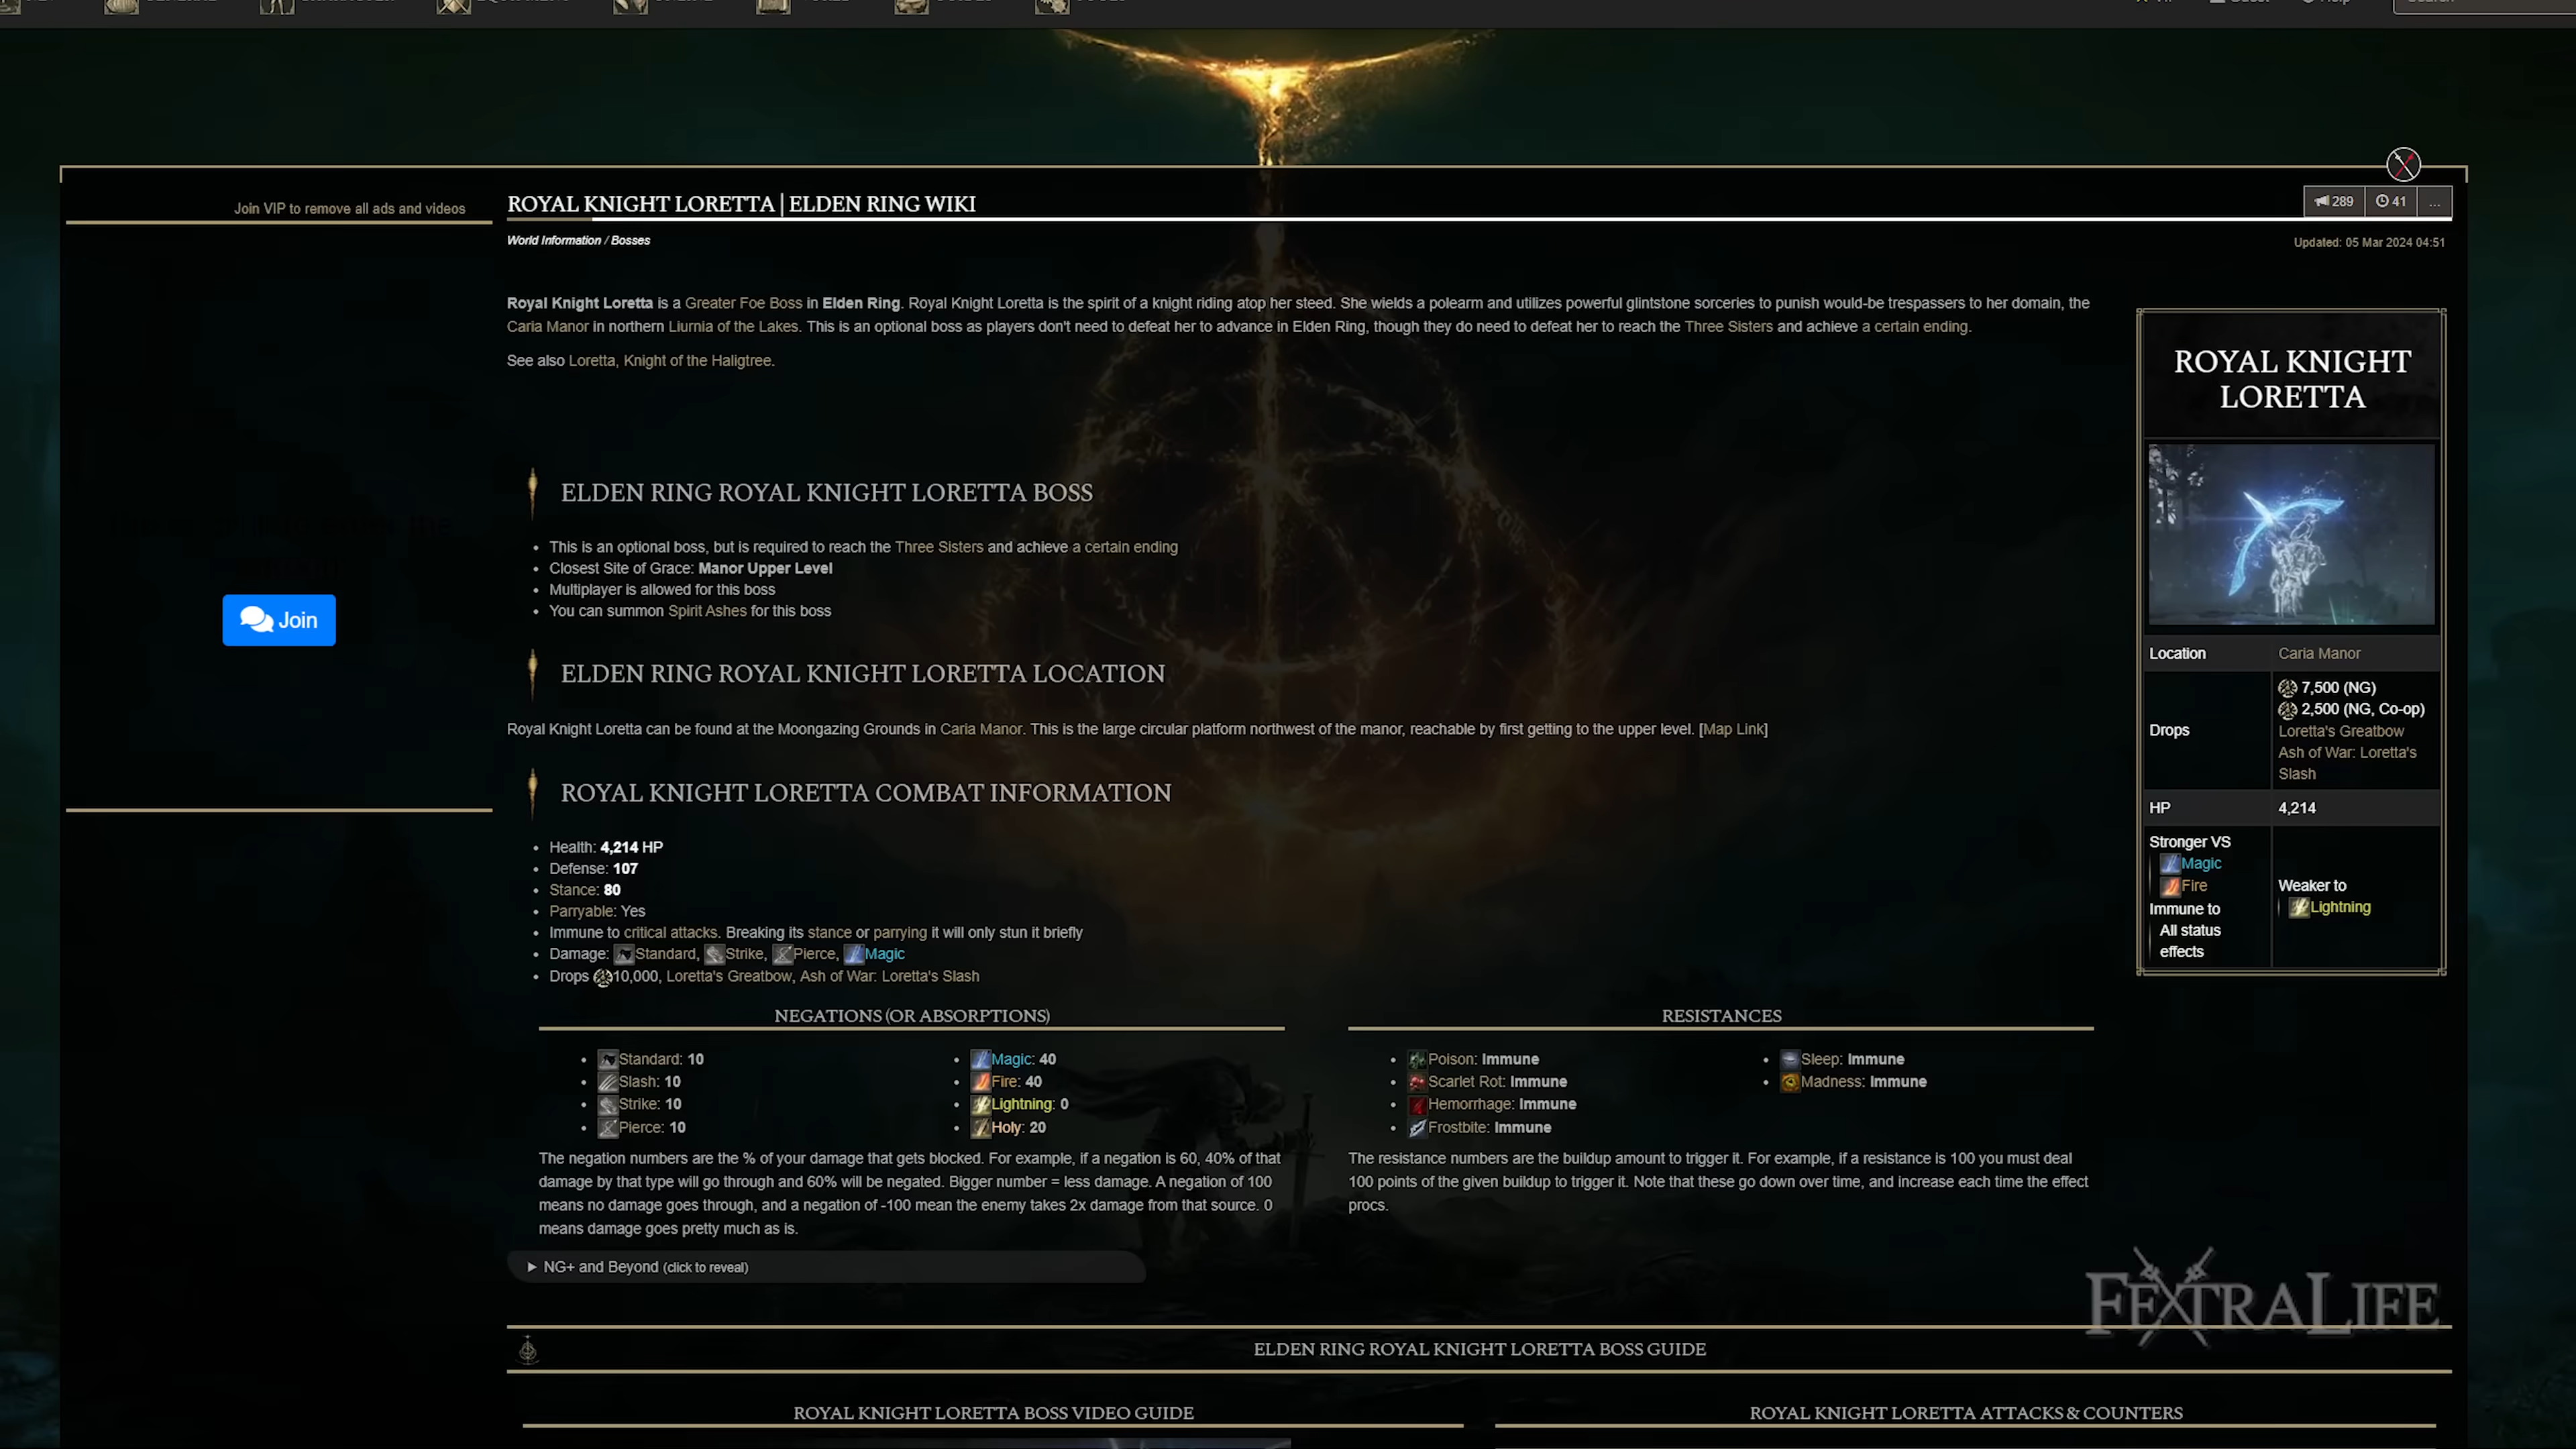 Join VIP to remove all ads and videos
Join
ROYAL KNIGHT LORETTA | ELDEN RING WIKI
289
41
...
World Information / Bosses
Updated: 05 Mar 2024 04:51
Royal Knight Loretta is a Greater Foe Boss in Elden Ring. Royal Knight Loretta is the spirit of a knight riding atop her steed. She wields a polearm and utilizes powerful glintstone sorceries to punish would-be trespassers to her domain, the
Caria Manor in northern Liurnia of the Lakes. This is an optional boss as players don't need to defeat her to advance in Elden Ring, though they do need to defeat her to reach the Three Sisters and achieve a certain ending.
See also Loretta, Knight of the Haligtree.
ELDEN RING ROYAL KNIGHT LORETTA BOSS
• This is an optional boss, but is required to reach the Three Sisters and achieve a certain ending
• Closest Site of Grace: Manor Upper Level
• Multiplayer is allowed for this boss
• You can summon Spirit Ashes for this boss
ELDEN RING ROYAL KNIGHT LORETTA LOCATION
Royal Knight Loretta can be found at the Moongazing Grounds in Caria Manor. This is the large circular platform northwest of the manor, reachable by first getting to the upper level. [Map Link]
ROYAL KNIGHT LORETTA COMBAT INFORMATION
• Health: 4,214 HP
• Defense: 107
• Stance: 80
• Parryable: Yes
• Immune to critical attacks. Breaking its stance or parrying it will only stun it briefly
• Damage: Standard, Strike, Pierce, Magic
• Drops 10,000, Loretta's Greatbow, Ash of War: Loretta's Slash
NEGATIONS (OR ABSORPTIONS)
• Standard: 10
• Slash: 10
• Strike: 10
• Pierce: 10
• Magic: 40
• Fire: 40
• Lightning: 0
• Holy: 20
The negation numbers are the % of your damage that gets blocked. For example, if a negation is 60, 40% of that
damage by that type will go through and 60% will be negated. Bigger number = less damage. A negation of 100
means no damage goes through, and a negation of -100 mean the enemy takes 2x damage from that source. 0
means damage goes pretty much as is.
RESISTANCES
• Poison: Immune
• Scarlet Rot: Immune
• Hemorrhage: Immune
• Frostbite: Immune
• Sleep: Immune
• Madness: Immune
The resistance numbers are the buildup amount to trigger it. For example, if a resistance is 100 you must deal
100 points of the given buildup to trigger it. Note that these go down over time, and increase each time the effect
procs.
► NG+ and Beyond (click to reveal)
ROYAL KNIGHT
LORETTA
Location
Caria Manor
Drops
7,500 (NG)
2,500 (NG, Co-op)
Loretta's Greatbow
Ash of War: Loretta's
Slash
HP
4,214
Stronger VS
Magic
Fire
Immune to
All status
effects
Weaker to
Lightning
FEXTRALIFE
ELDEN RING ROYAL KNIGHT LORETTA BOSS GUIDE
ROYAL KNIGHT LORETTA BOSS VIDEO GUIDE
ROYAL KNIGHT LORETTA ATTACKS & COUNTERS